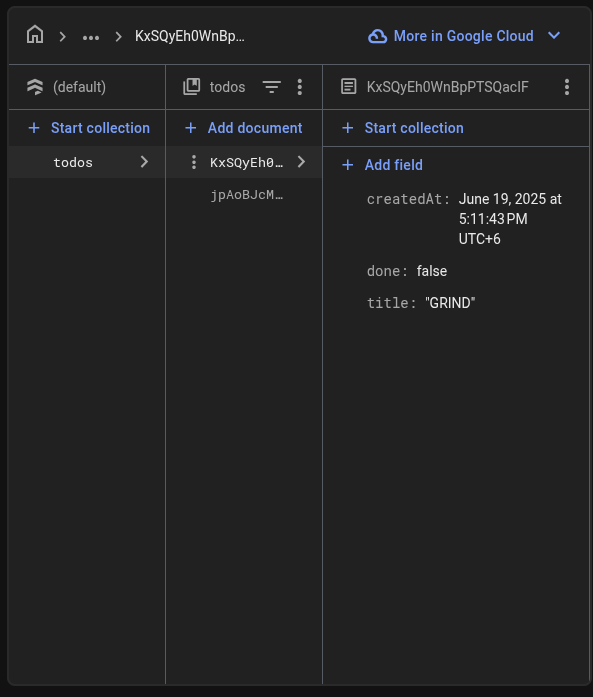 KxSQyEh0WnBp…
More in Google Cloud
(default)
todos
KxSQyEh0WnBpPTSQacIF
+ Start collection
+ Add document
+ Start collection
todos
KxSQyEh0…
+ Add field
jpAoBJcM…
createdAt: June 19, 2025 at
5:11:43 PM
UTC+6
done: false
title: "GRIND"